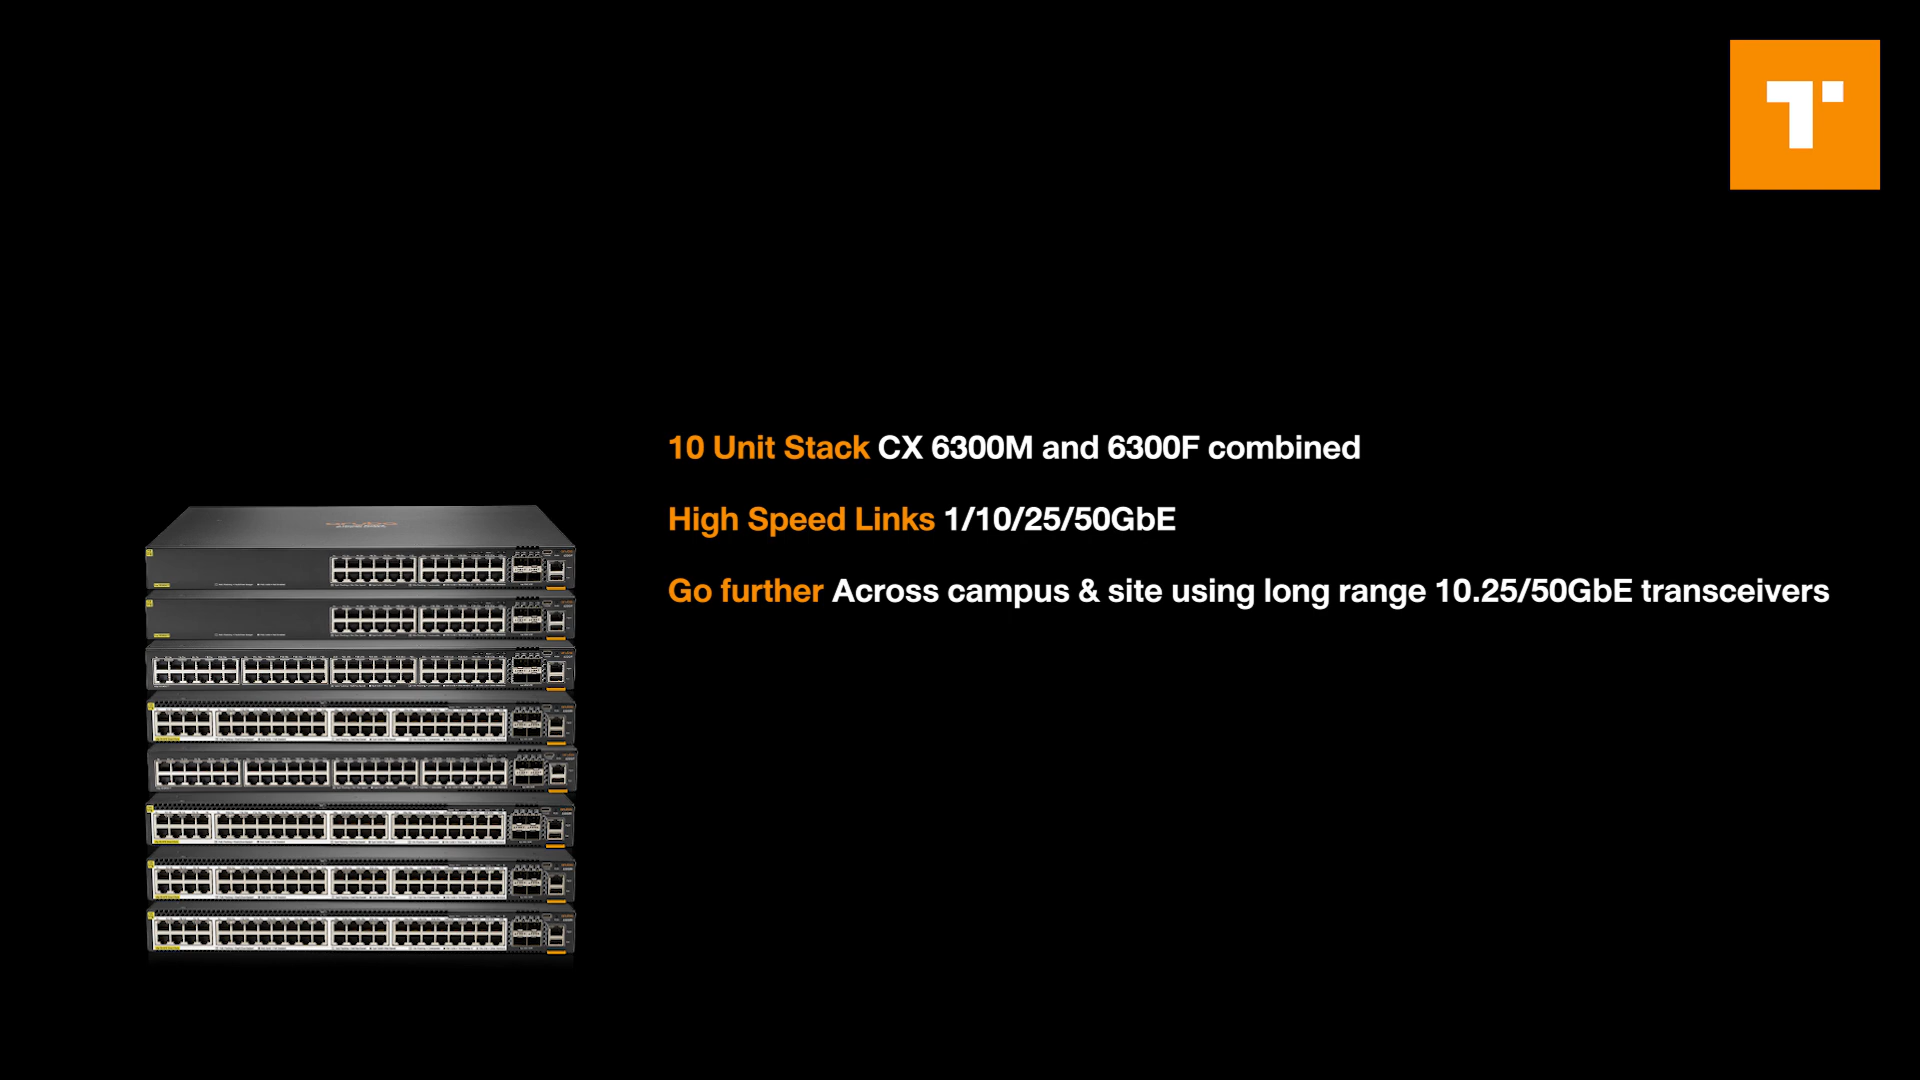 10 Unit Stack CX 6300M and 6300F combined
High Speed Links 1/10/25/50GbE
Go further Across campus & site using long range 10.25/50GbE transceivers
aruba